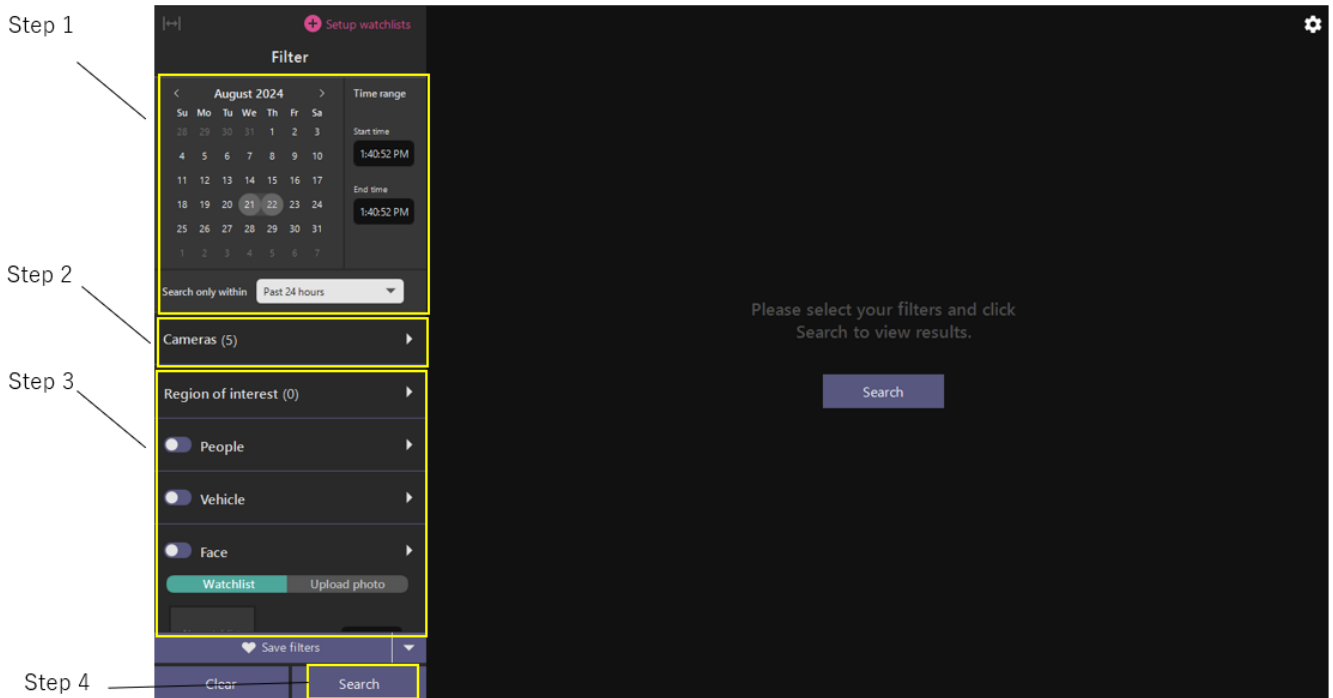 Step 1
Setup watchlists
Filter
August 2024
Time range
Su Mo Tu We Th Fr Sa
28 29 30 31 1 2 3
Start time
4 5 6 7 8 9 10
1:40:52 PM
11 12 13 14 15 16 17
End time
18 19 20 21 22 23 24
1:40:52 PM
25 26 27 28 29 30 31
1 2 3 4 5 6 7
Step 2
Search only within Past 24 hours
Cameras (5)
Step 3
Region of interest (0)
People
Vehicle
Face
Watchlist Upload photo
Save filters
Step 4
Clear Search
Please select your filters and click
Search to view results.
Search